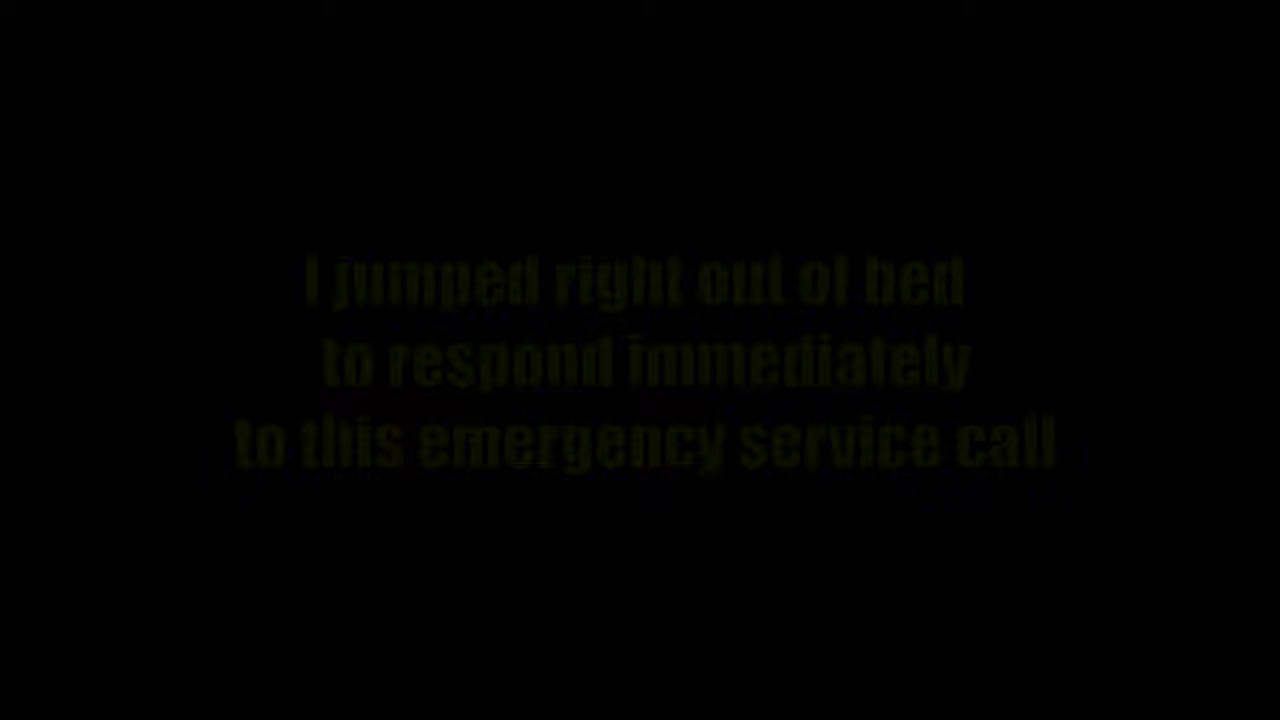 I jumped right out of bed
to respond immediately
to this emergency service call